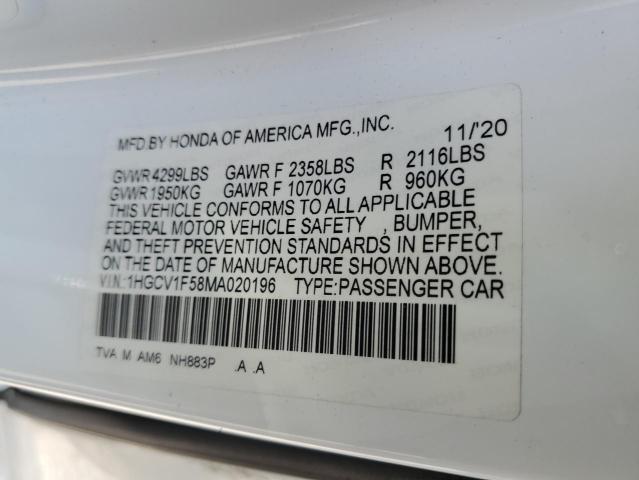 MFD.BY HONDA OF AMERICA MFG.,INC. 11/'20
GVWR 4299LBS GAWR F 2358LBS R 2116LBS
GVWR 1950KG GAWR F 1070KG R 960KG
THIS VEHICLE CONFORMS TO ALL APPLICABLE
FEDERAL MOTOR VEHICLE SAFETY , BUMPER,
AND THEFT PREVENTION STANDARDS IN EFFECT
ON THE DATE OF MANUFACTURE SHOWN ABOVE.
V.I.N.:1HGCV1F58MA020196 TYPE:PASSENGER CAR
TVA M AM6 NH883P .A .A